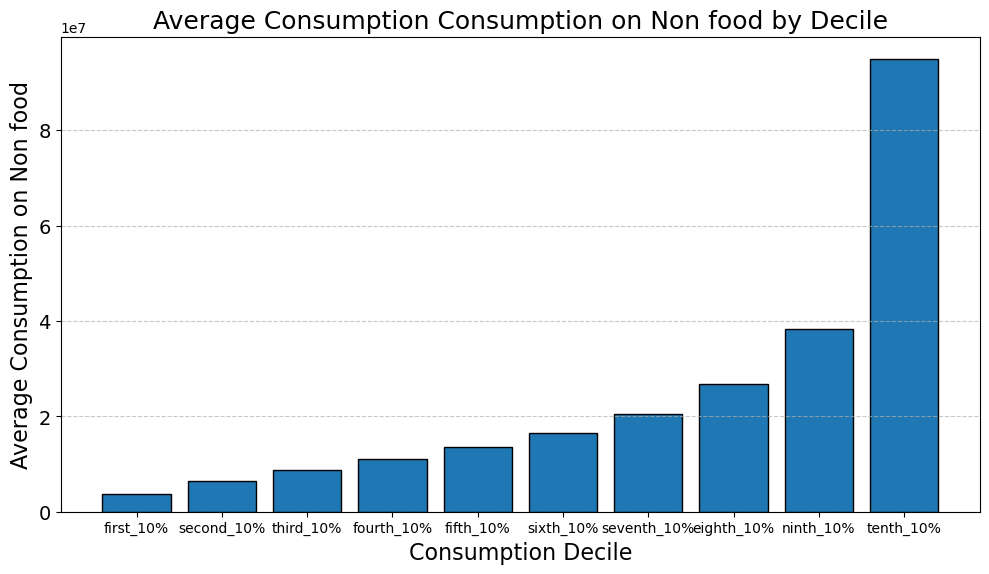 Average Consumption Consumption on Non food by Decile
1e7
Average Consumption on Non food
8
6
4
2
0
first_10% second_10% third_10% fourth_10% fifth_10% sixth_10% seventh_10% eighth_10% ninth_10% tenth_10%
Consumption Decile